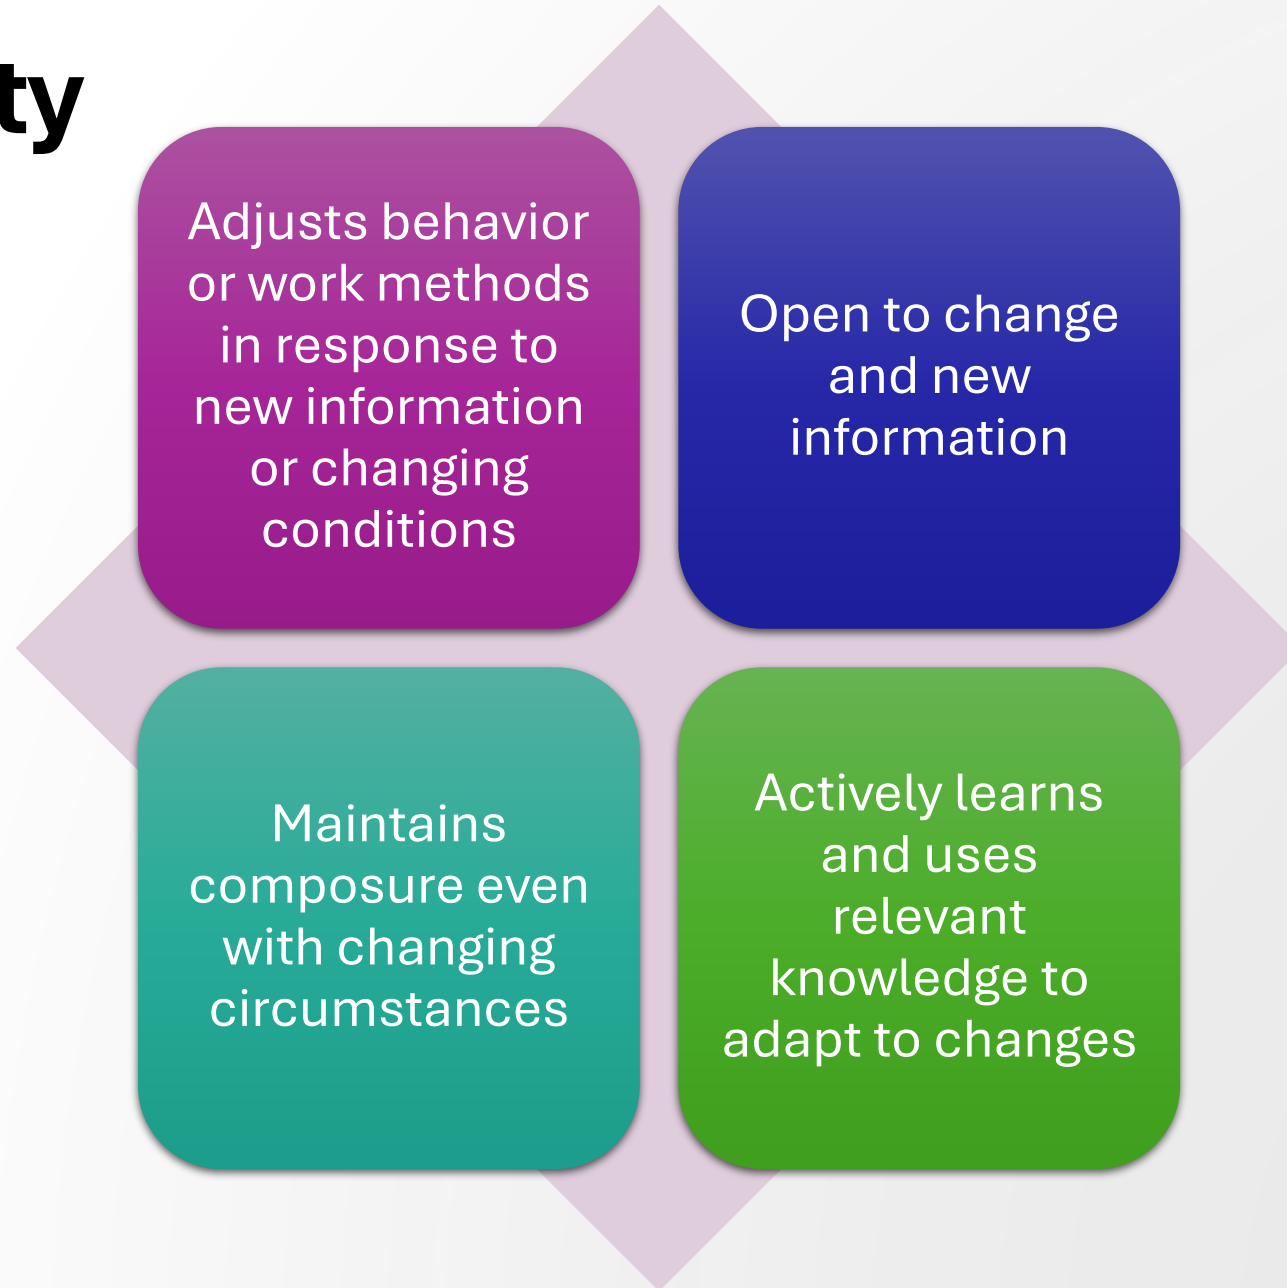 ty
Adjusts behavior
or work methods
in response to
new information
or changing
conditions
Open to change
and new
information
Maintains
composure even
with changing
circumstances
Actively learns
and uses
relevant
knowledge to
adapt to changes